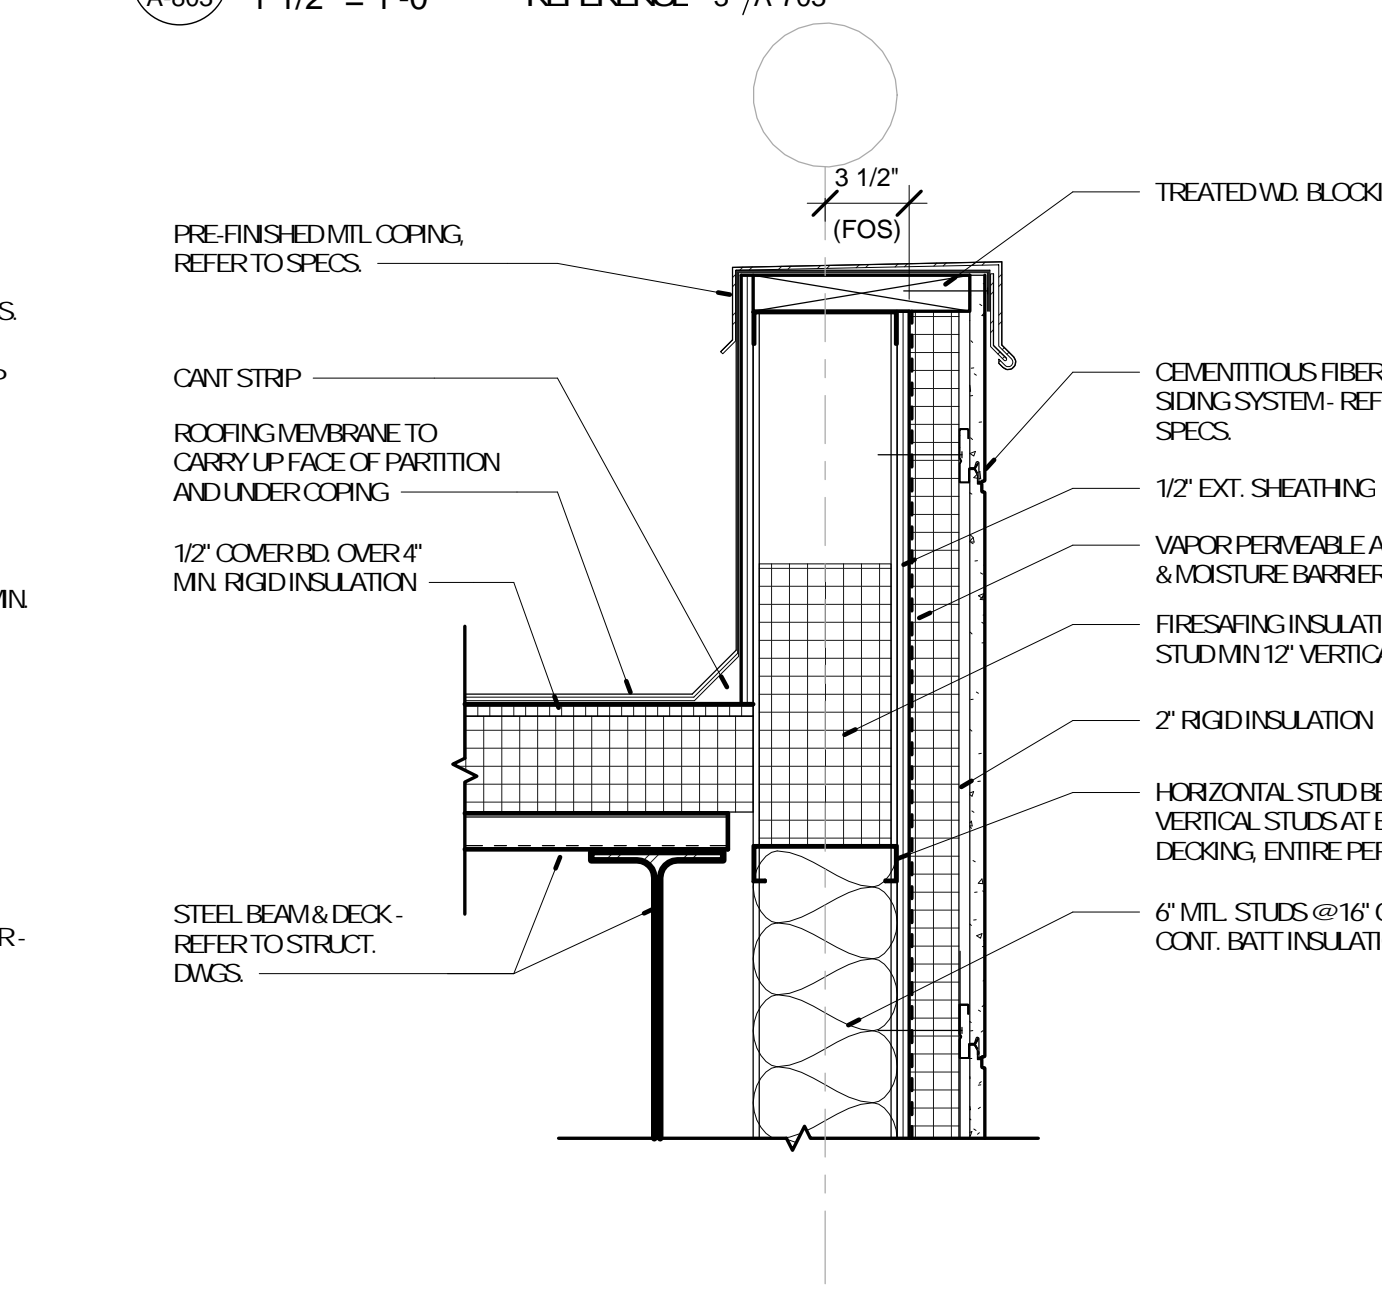 A-803 1 1/2" = 1'-0" REFERENCE 3 / A-703
3 1/2"
(FOS)
PRE-FINISHED MTL COPING,
REFER TO SPECS.
CANT STRIP
ROOFING MEMBRANE TO
CARRY UP FACE OF PARTITION
AND UNDER COPING
1/2" COVER BD. OVER 4"
MIN. RIGID INSULATION
STEEL BEAM & DECK -
REFER TO STRUCT.
DWGS.
S.
P
MIN.
R -
TREATED WD. BLOCKI
CEMENTITIOUS FIBER
SIDING SYSTEM - REF
SPECS.
1/2" EXT. SHEATHING
VAPOR PERMEABLE A
& MOISTURE BARRIER
FIRESAFING INSULATI
STUD MIN 12" VERTICA
2" RIGID INSULATION
HORIZONTAL STUD BE
VERTICAL STUDS AT E
DECKING, ENTIRE PER
6" MTL. STUDS @ 16" O
CONT. BATT INSULATI